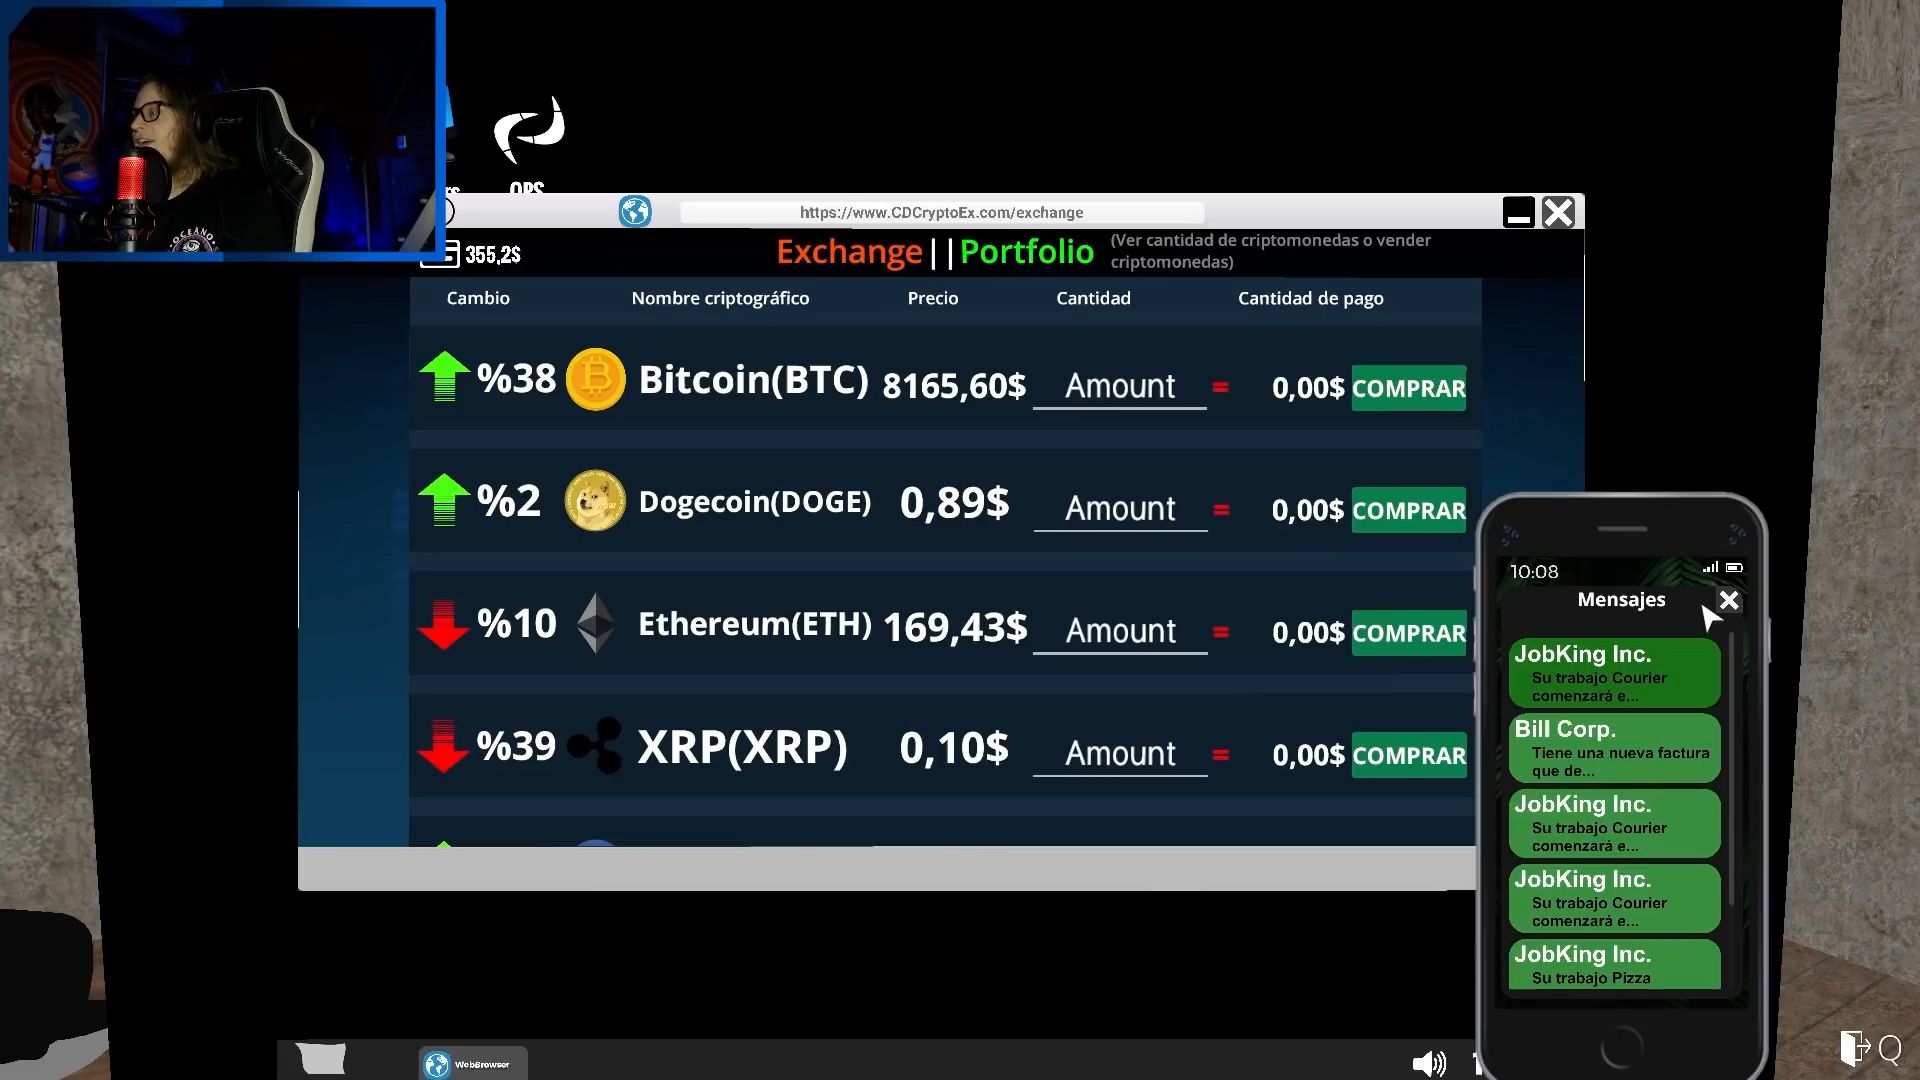 OPS
https://www.CDCryptoEx.com/exchange
355,2$
Exchange||Portfolio
(Ver cantidad de criptomonedas o vender
criptomonedas)
Cambio Nombre criptográfico Precio Cantidad Cantidad de pago
%38 Bitcoin(BTC) 8165,60$ Amount = 0,00$ COMPRAR
%2 Dogecoin(DOGE) 0,89$ Amount = 0,00$ COMPRAR
%10 Ethereum(ETH) 169,43$ Amount = 0,00$ COMPRAR
%39 XRP(XRP) 0,10$ Amount = 0,00$ COMPRAR
10:08
Mensajes
JobKing Inc.
Su trabajo Courier
comenzará e...
Bill Corp.
Tiene una nueva factura
que de...
JobKing Inc.
Su trabajo Courier
comenzará e...
JobKing Inc.
Su trabajo Courier
comenzará e...
JobKing Inc.
Su trabajo Pizza
WebBrowser
Q